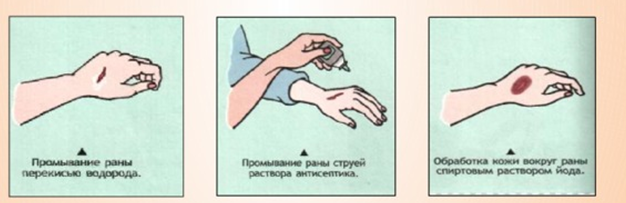 Промывание раны
перекисью водорода.
Промывание раны струей
раствора антисептика.
Обработка кожи вокруг раны
спиртовым раствором йода.